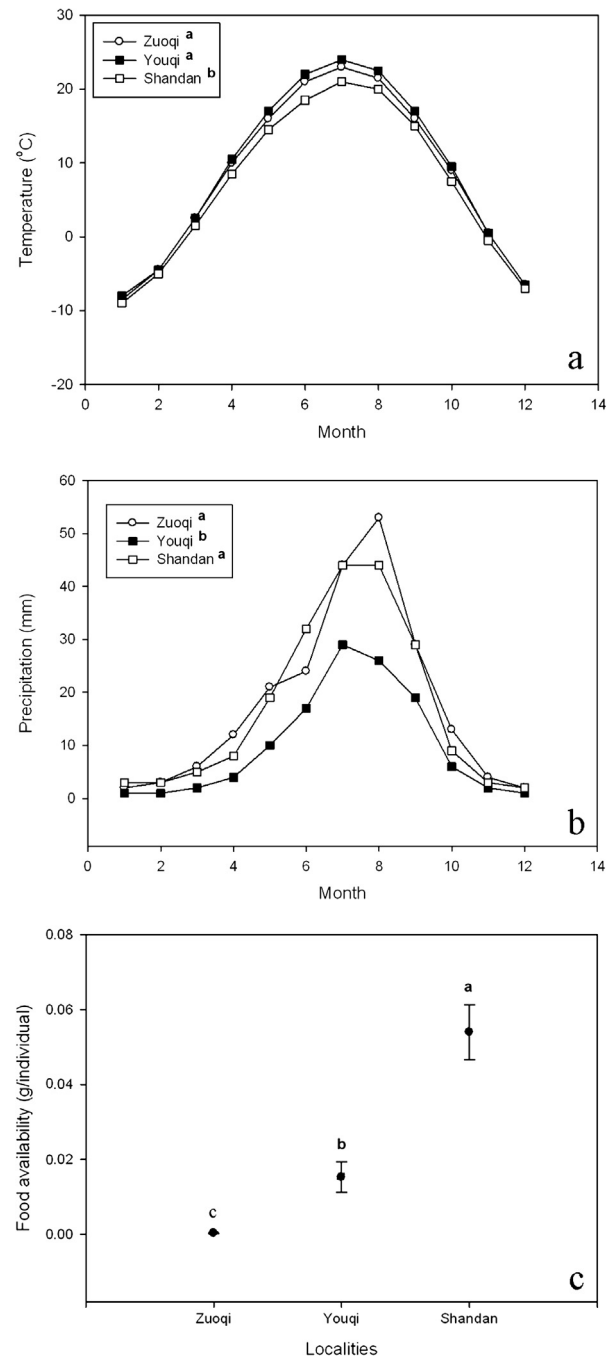 30
20
10
0
-10
-20
Temperature (°C)
Zuoqi a
Youqi a
Shandan b
a
0 2 4 6 8 10 12 14
Month
60
50
40
30
20
10
0
Precipitation (mm)
Zuoqi a
Youqi b
Shandan a
b
0 2 4 6 8 10 12 14
Month
0.08
0.06
0.04
0.02
0.00
Food availability (g/individual)
a
b
c
c
Zuoqi Youqi Shandan
Localities